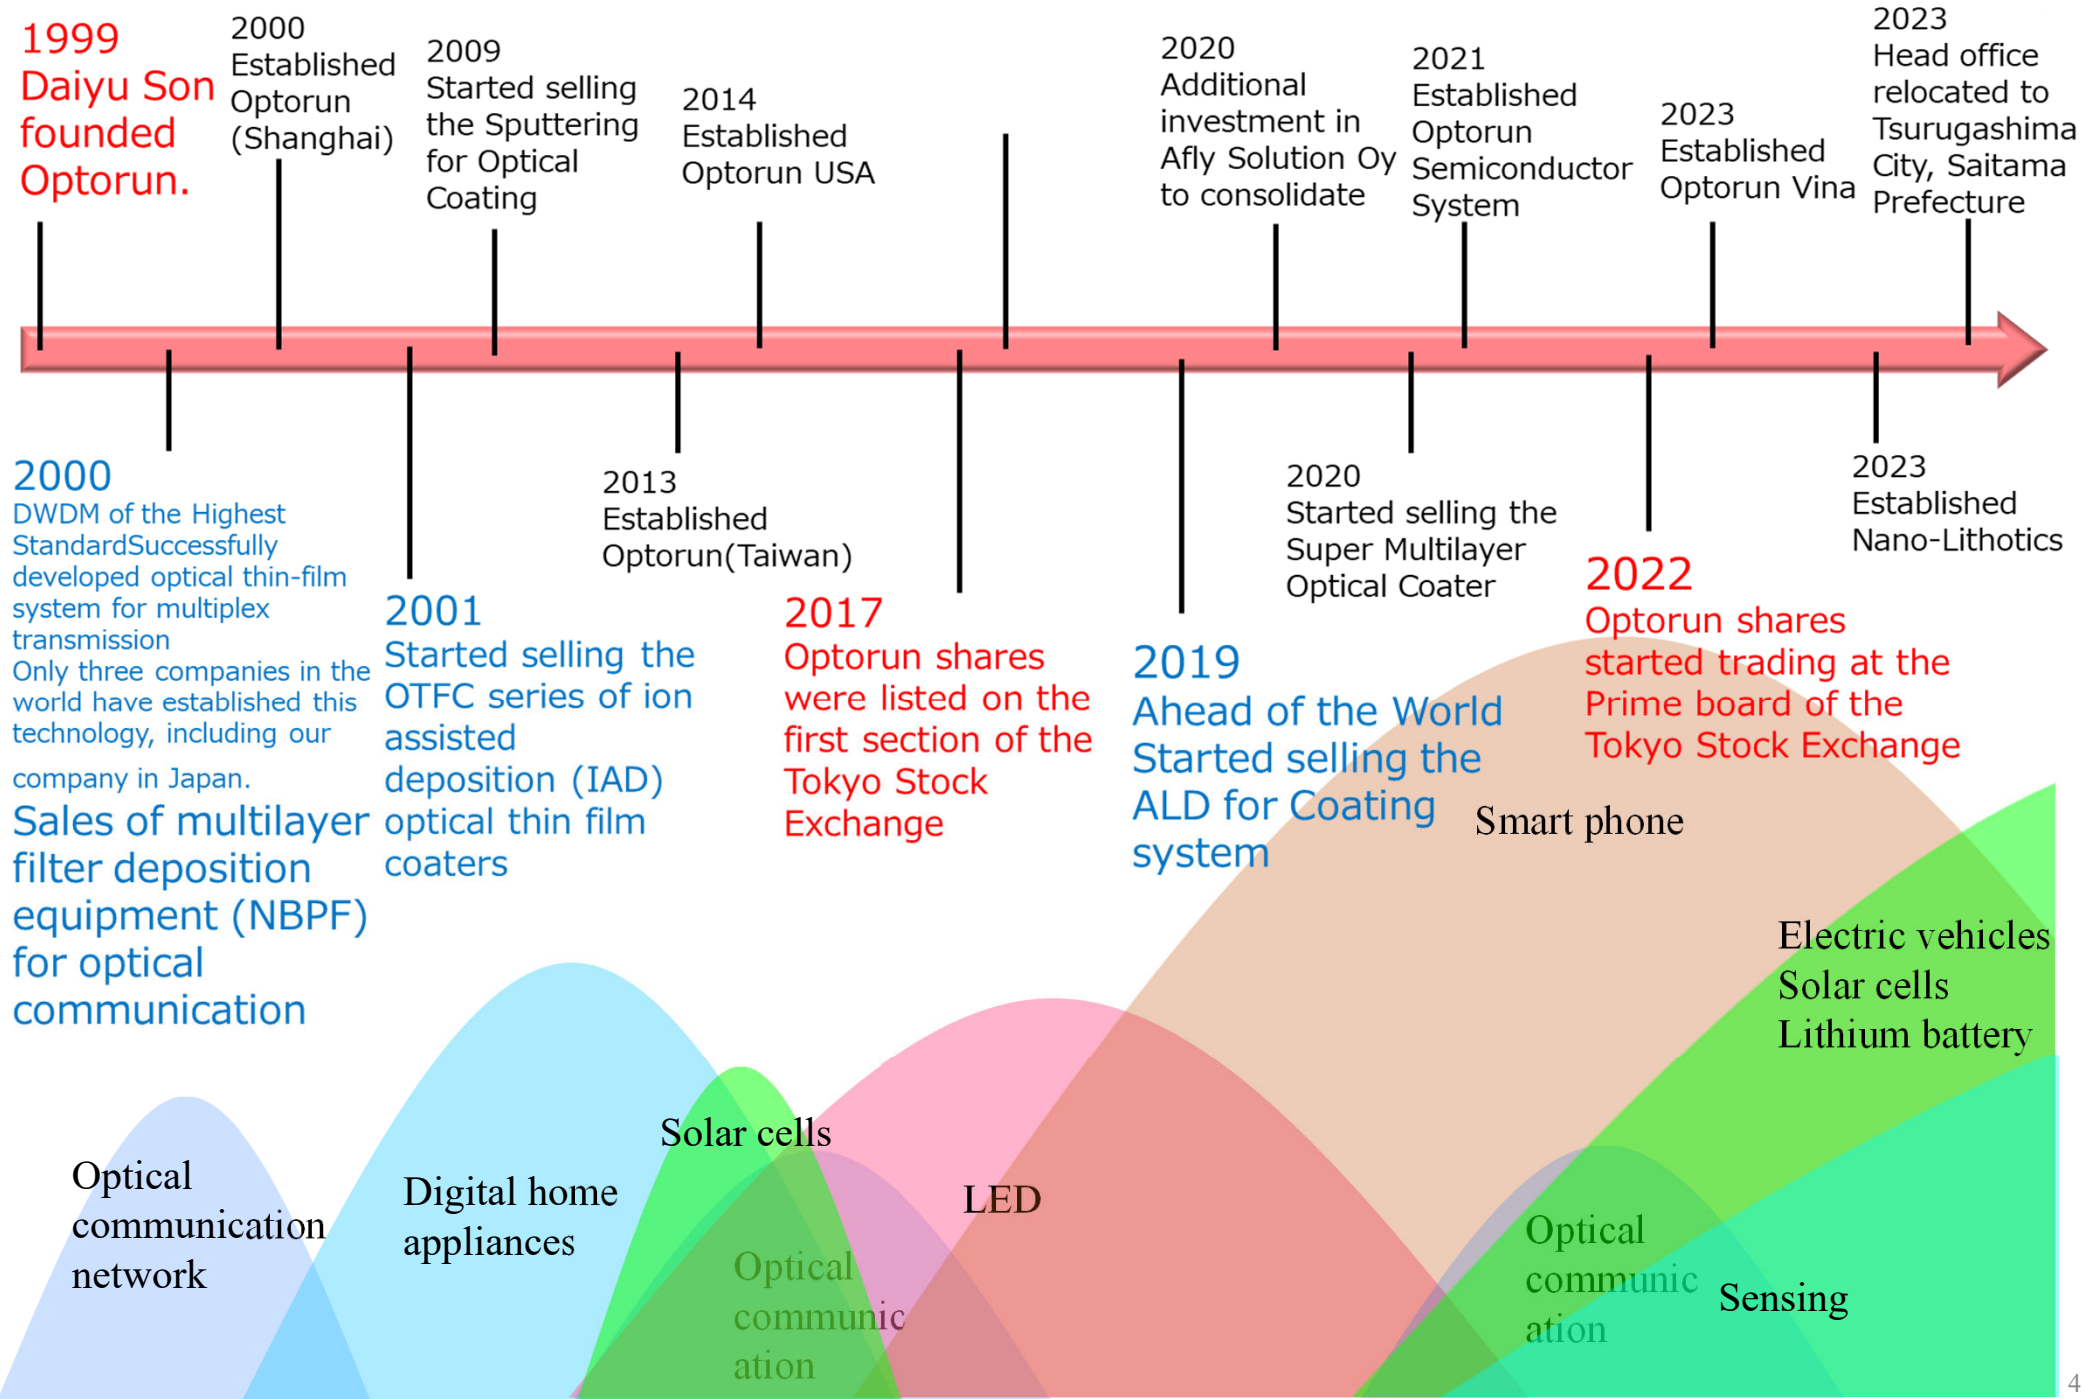 1999
Daiyu Son
founded
Optorun.
2000
Established
Optorun
(Shanghai)
2009
Started selling
the Sputtering
for Optical
Coating
2014
Established
Optorun USA
2020
Additional
investment in
Afly Solution Oy
to consolidate
2021
Established
Optorun
Semiconductor
System
2023
Established
Optorun Vina
2023
Head office
relocated to
Tsurugashima
City, Saitama
Prefecture
2000
DWDM of the Highest
StandardSuccessfully
developed optical thin-film
system for multiplex
transmission
Only three companies in the
world have established this
technology, including our
company in Japan.
Sales of multilayer
filter deposition
equipment (NBPF)
for optical
communication
2001
Started selling the
OTFC series of ion
assisted
deposition (IAD)
optical thin film
coaters
2013
Established
Optorun(Taiwan)
2017
Optorun shares
were listed on the
first section of the
Tokyo Stock
Exchange
2019
Ahead of the World
Started selling the
ALD for Coating
system
2020
Started selling the
Super Multilayer
Optical Coater
2022
Optorun shares
started trading at the
Prime board of the
Tokyo Stock Exchange
2023
Established
Nano-Lithotics
Optical
communication
network
Digital home
appliances
Solar cells
Optical
communic
ation
LED
Smart phone
Electric vehicles
Solar cells
Lithium battery
Optical
communic
ation
Sensing
4